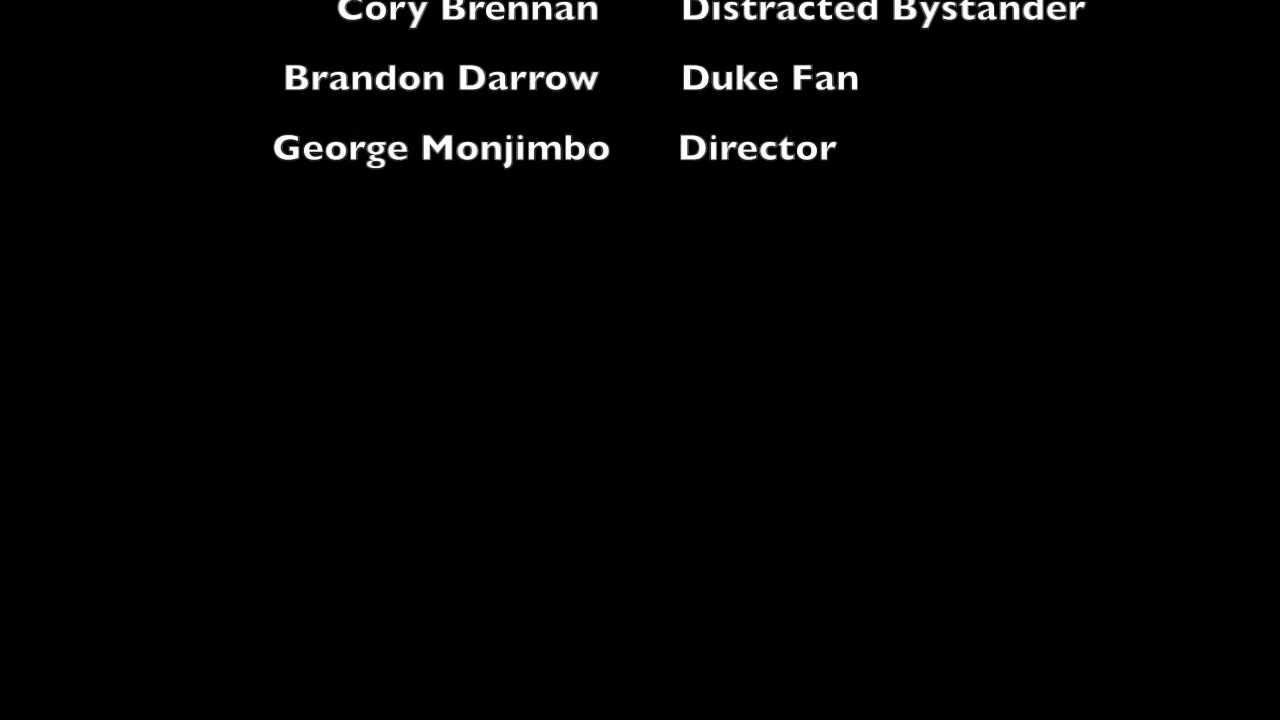 Cory Brennan Distracted Bystander
Brandon Darrow Duke Fan
George Monjimbo Director